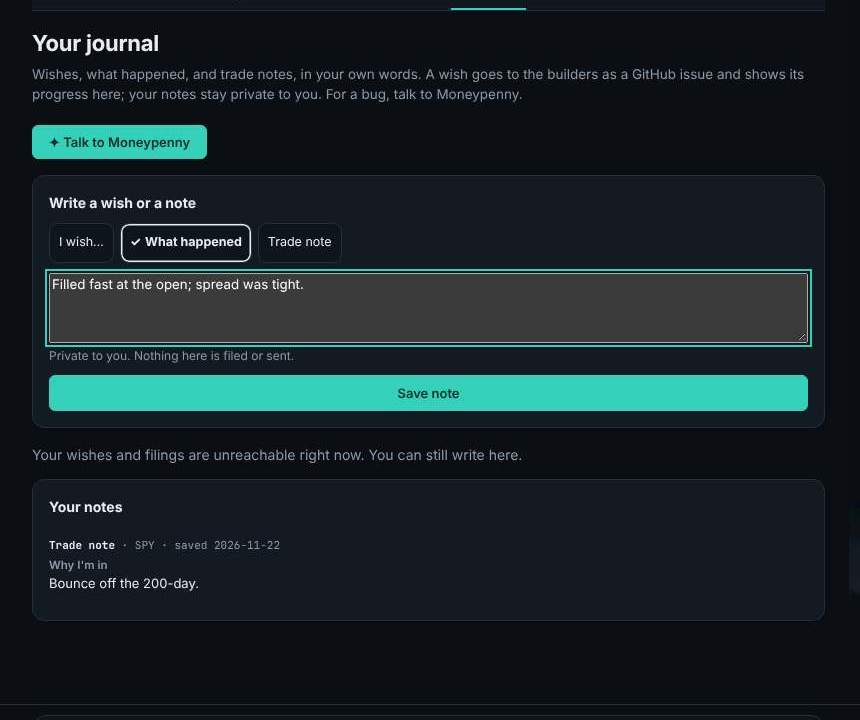 Your journal
Wishes, what happened, and trade notes, in your own words. A wish goes to the builders as a GitHub issue and shows its
progress here; your notes stay private to you. For a bug, talk to Moneypenny.
✦ Talk to Moneypenny
Write a wish or a note
I wish...
✓ What happened
Trade note
Filled fast at the open; spread was tight.
Private to you. Nothing here is filed or sent.
Save note
Your wishes and filings are unreachable right now. You can still write here.
Your notes
Trade note · SPY · saved 2026-11-22
Why I'm in
Bounce off the 200-day.